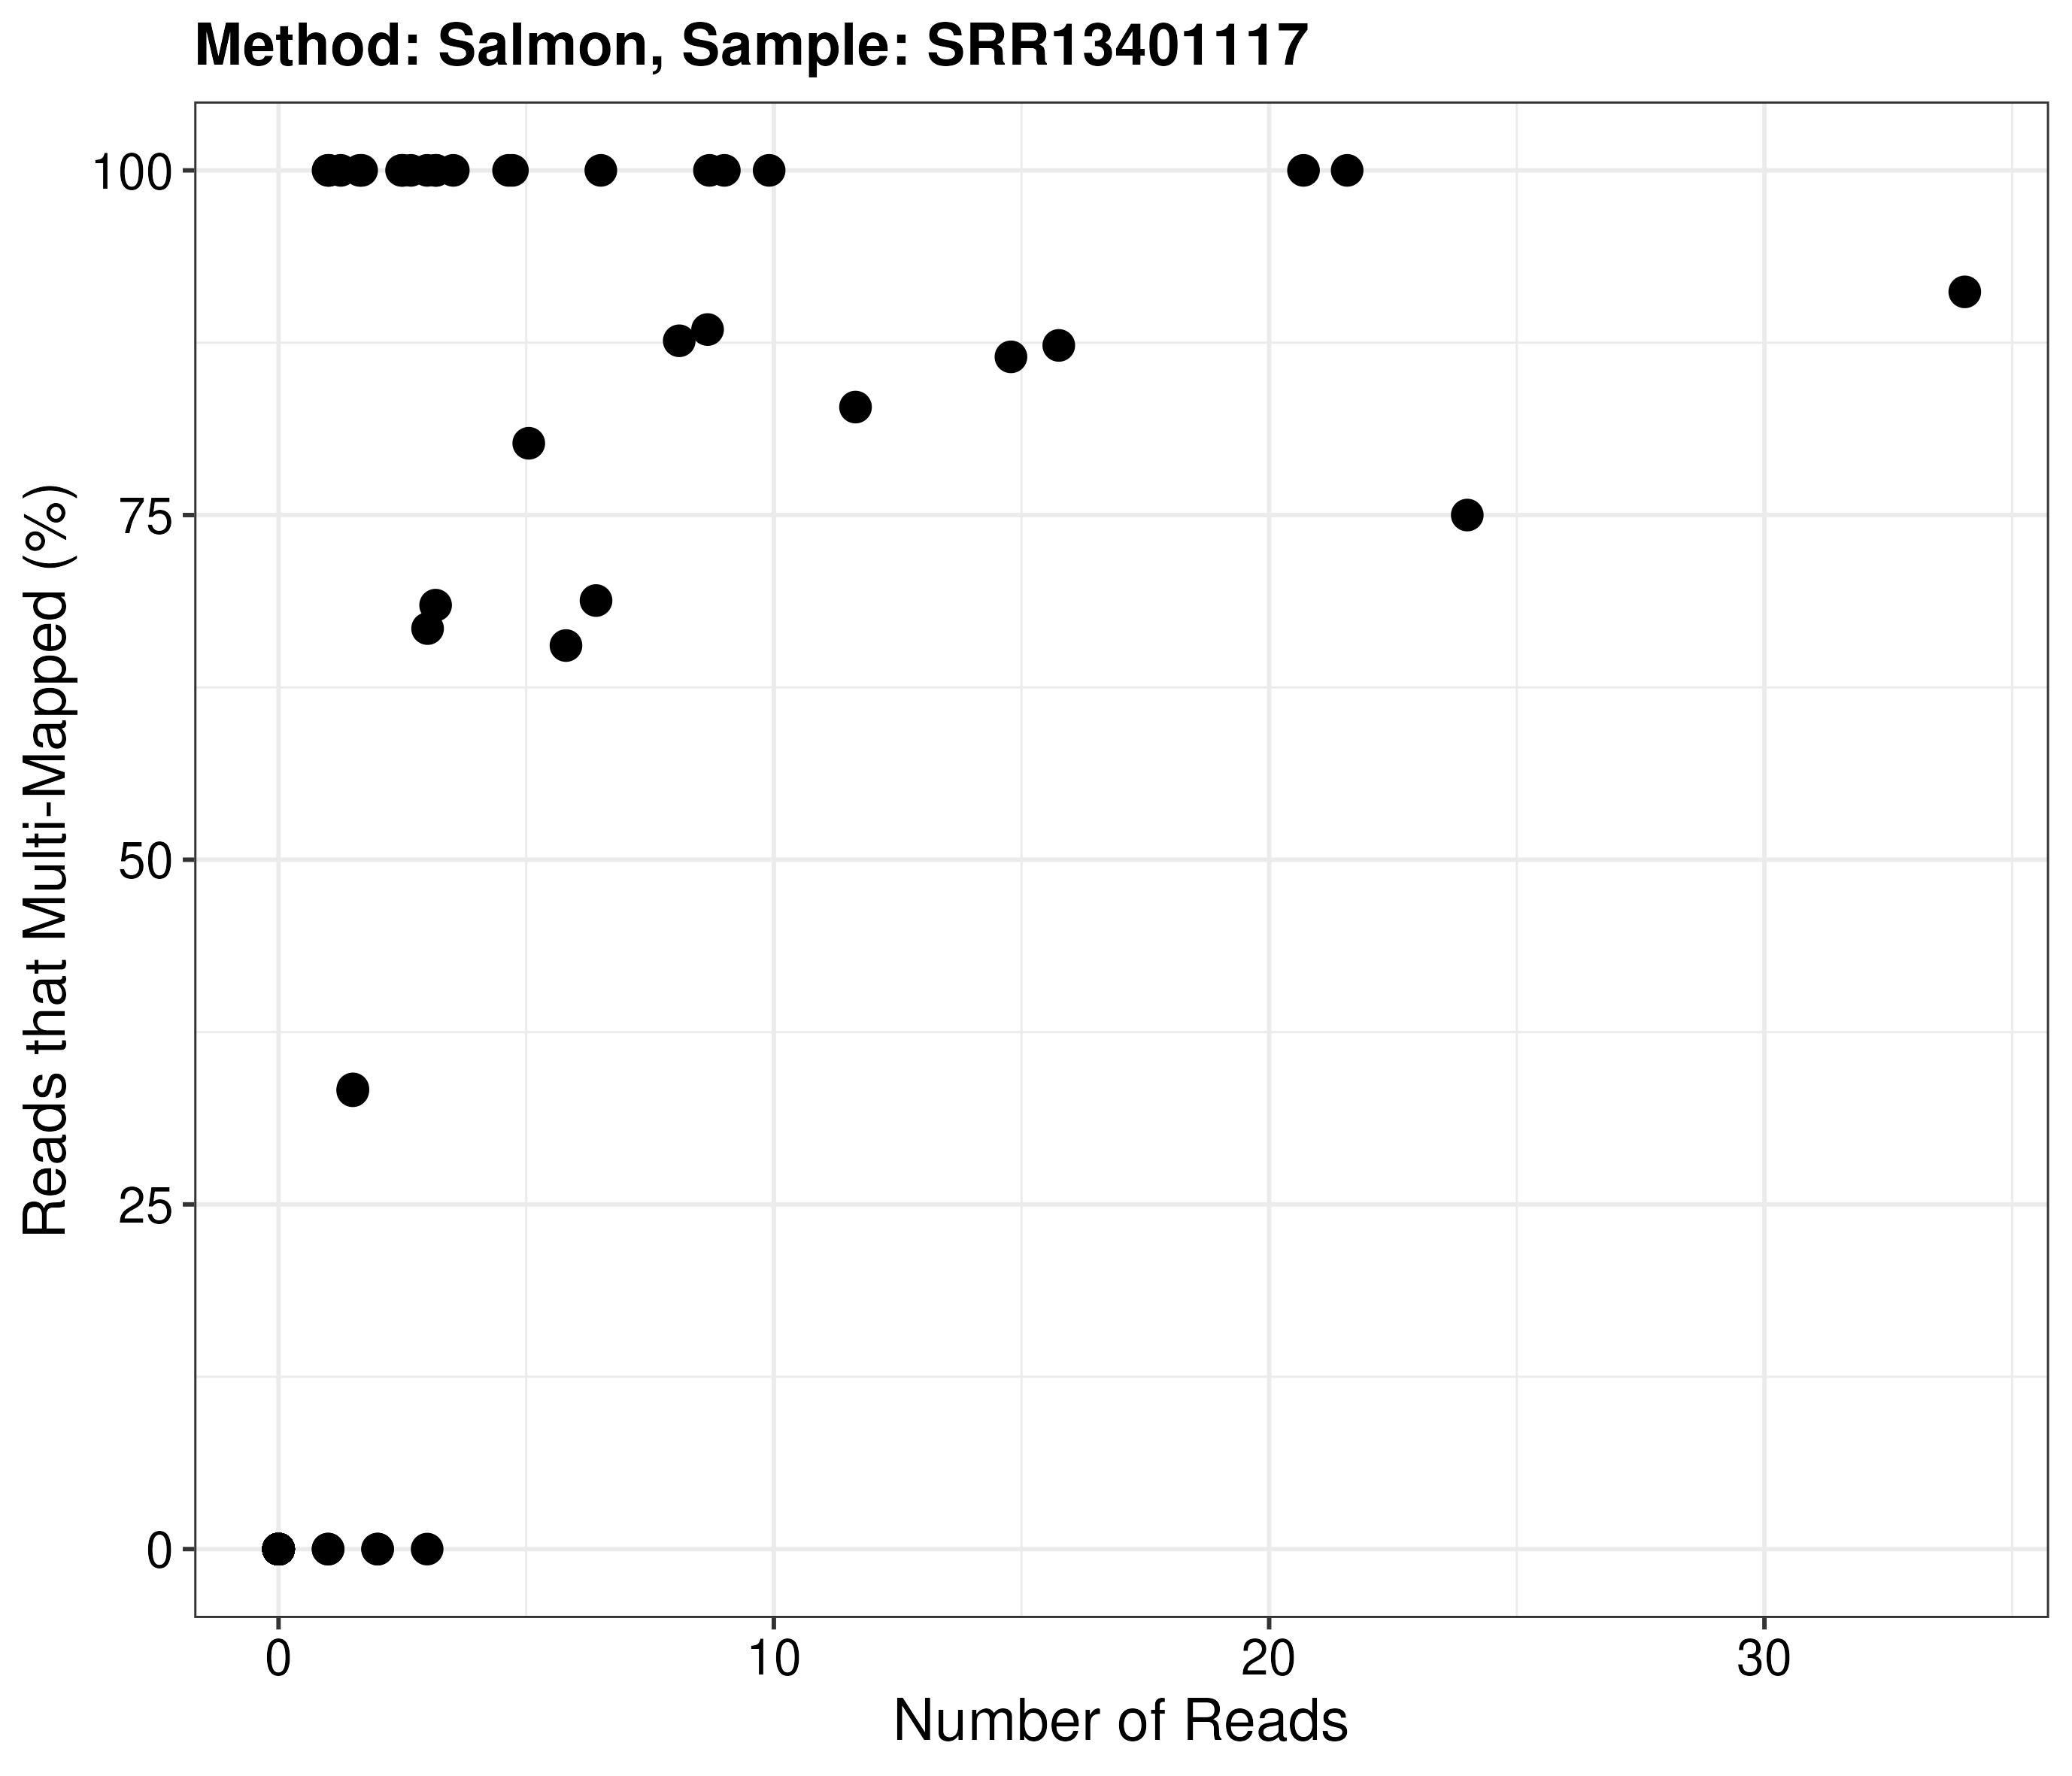 Method: Salmon, Sample: SRR13401117
100
75
50
25
0
Reads that Multi-Mapped (%)
0 10 20 30
Number of Reads